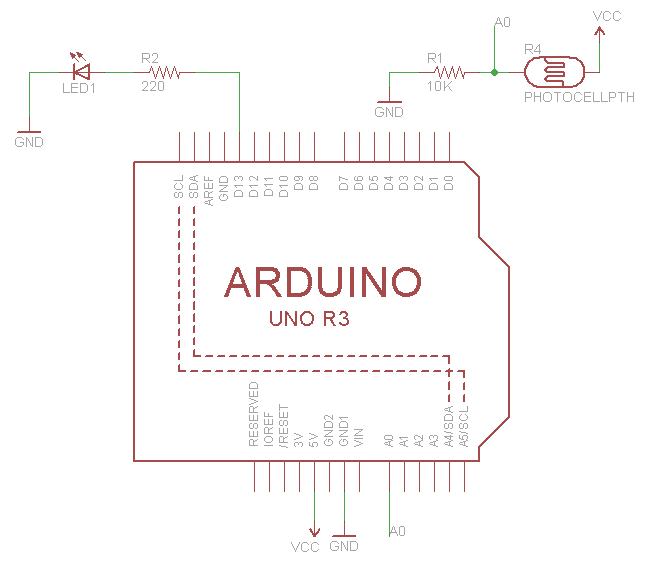 A0
VCC
R2
R1
R4
LED1
220
10K
PHOTOCELLPTH
GND
GND
SCL
SDA
AREF
GND
D13
D12
D11
D10
D9
D8
D7
D6
D5
D4
D3
D2
D1
D0
ARDUINO
UNO R3
RESERVED
IOREF
/RESET
3V
5V
GND2
GND1
VIN
A0
A1
A2
A3
A4/SDA
A5/SCL
VCC
GND
A0